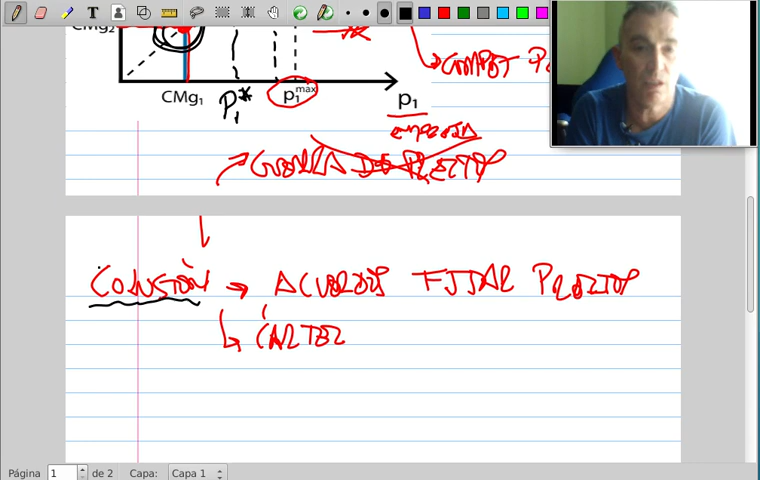 CMg₂
CMg₁
p₁ᵐᵃˣ
p₁
P₁*
empresa
→ COMPET P
GUERRA DE PRECIOS
COLUSIÓN → ACUERDOS FIJAR PRECIOS
↳ CÁRTEL
Página 1 de 2 Capa: Capa 1